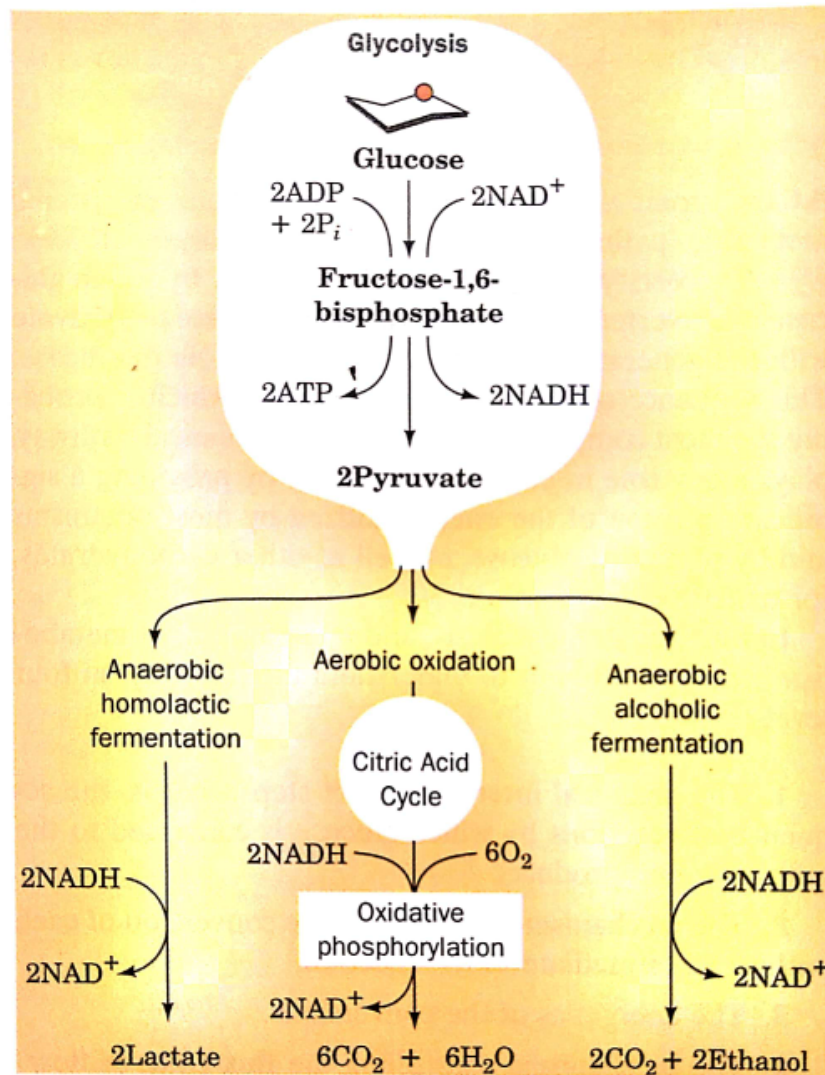 Glycolysis
Glucose
2ADP
+ 2Pi
2NAD+
Fructose-1,6-
bisphosphate
2ATP
2NADH
2Pyruvate
Anaerobic
homolactic
fermentation
Aerobic oxidation
Anaerobic
alcoholic
fermentation
Citric Acid
Cycle
2NADH
6O2
2NADH
2NADH
Oxidative
phosphorylation
2NAD+
2NAD+
2NAD+
2Lactate
6CO2 + 6H2O
2CO2 + 2Ethanol